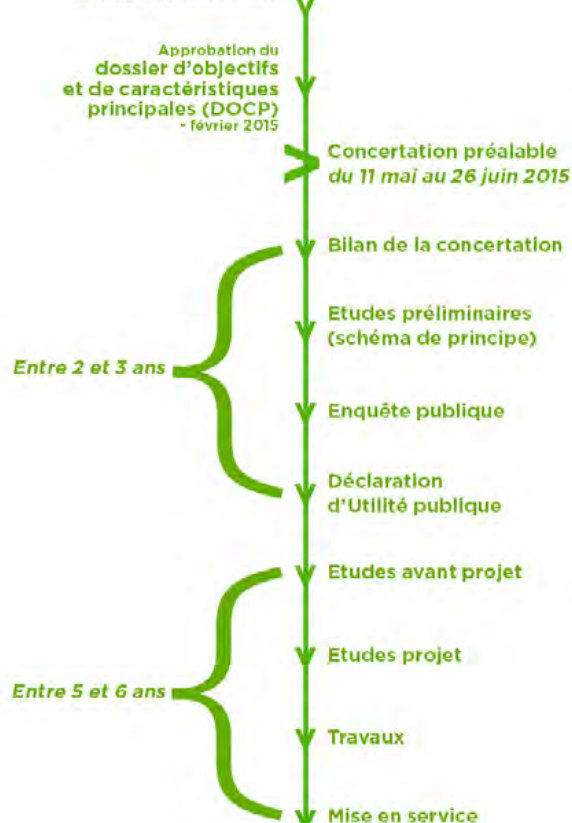 Approbation du
dossier d'objectifs
et de caractéristiques
principales (DOCP)
- février 2015
Concertation préalable
du 11 mai au 26 juin 2015
Bilan de la concertation
Etudes préliminaires
(schéma de principe)
Entre 2 et 3 ans
Enquête publique
Déclaration
d'Utilité publique
Etudes avant projet
Etudes projet
Entre 5 et 6 ans
Travaux
Mise en service